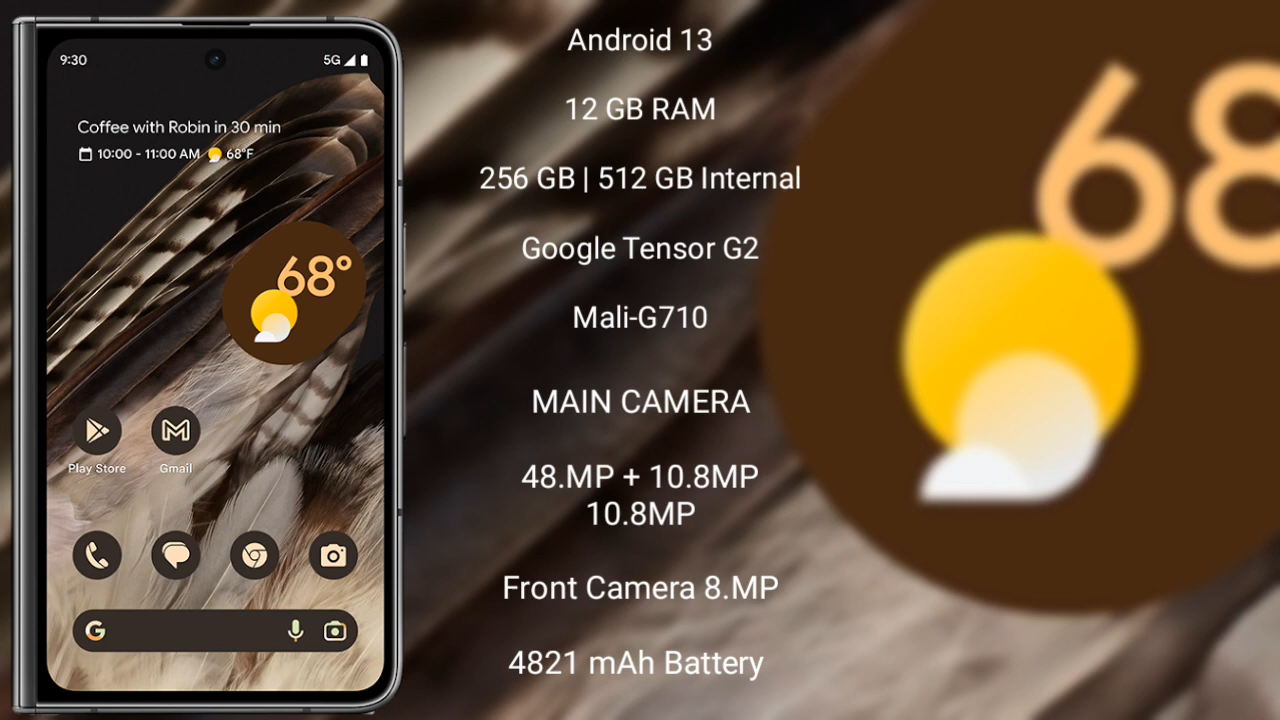 9:30
5G
Coffee with Robin in 30 min
10:00 - 11:00 AM 68°F
68°
Play Store
Gmail
G
Android 13
12 GB RAM
256 GB | 512 GB Internal
Google Tensor G2
Mali-G710
MAIN CAMERA
48.MP + 10.8MP
10.8MP
Front Camera 8.MP
4821 mAh Battery
68